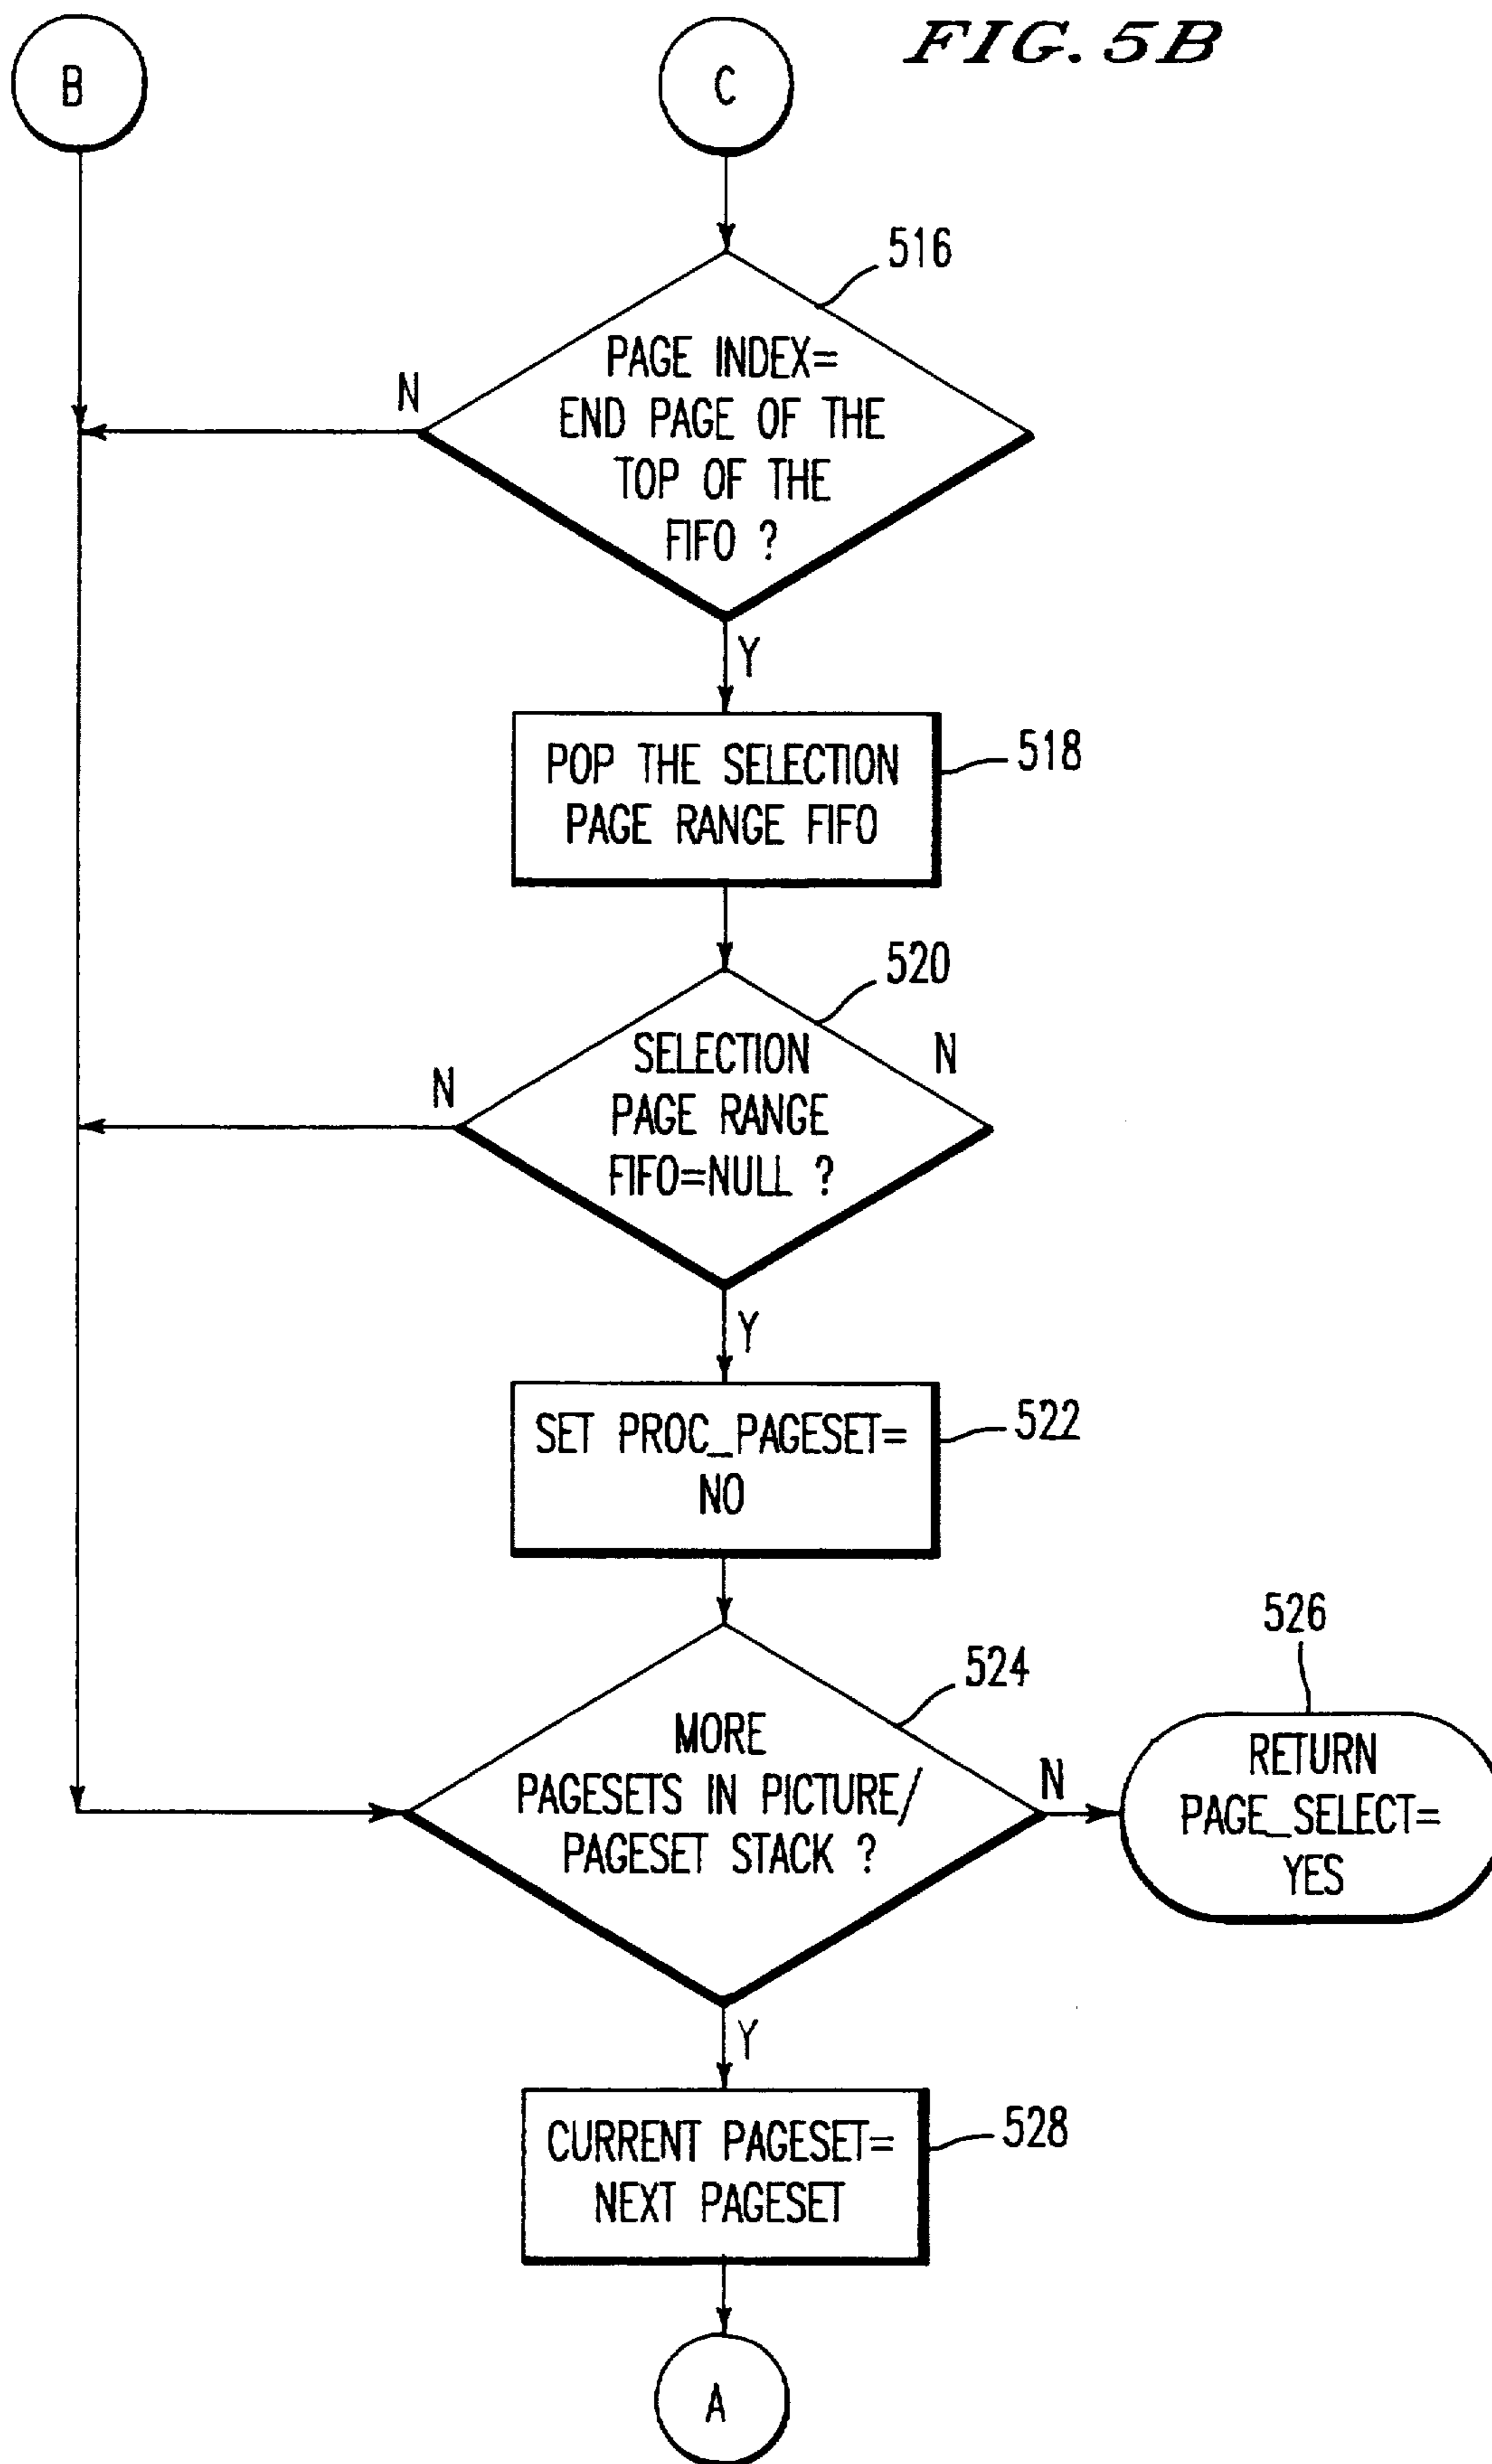 FIG. 5B
B
C
516
PAGE INDEX=
END PAGE OF THE
TOP OF THE
FIFO ?
N
Y
POP THE SELECTION
PAGE RANGE FIFO
518
520
SELECTION
PAGE RANGE
FIFO=NULL ?
N
N
Y
SET PROC_PAGESET=
NO
522
524
MORE
PAGESETS IN PICTURE/
PAGESET STACK ?
N
526
RETURN
PAGE_SELECT=
YES
Y
CURRENT PAGESET=
NEXT PAGESET
528
A